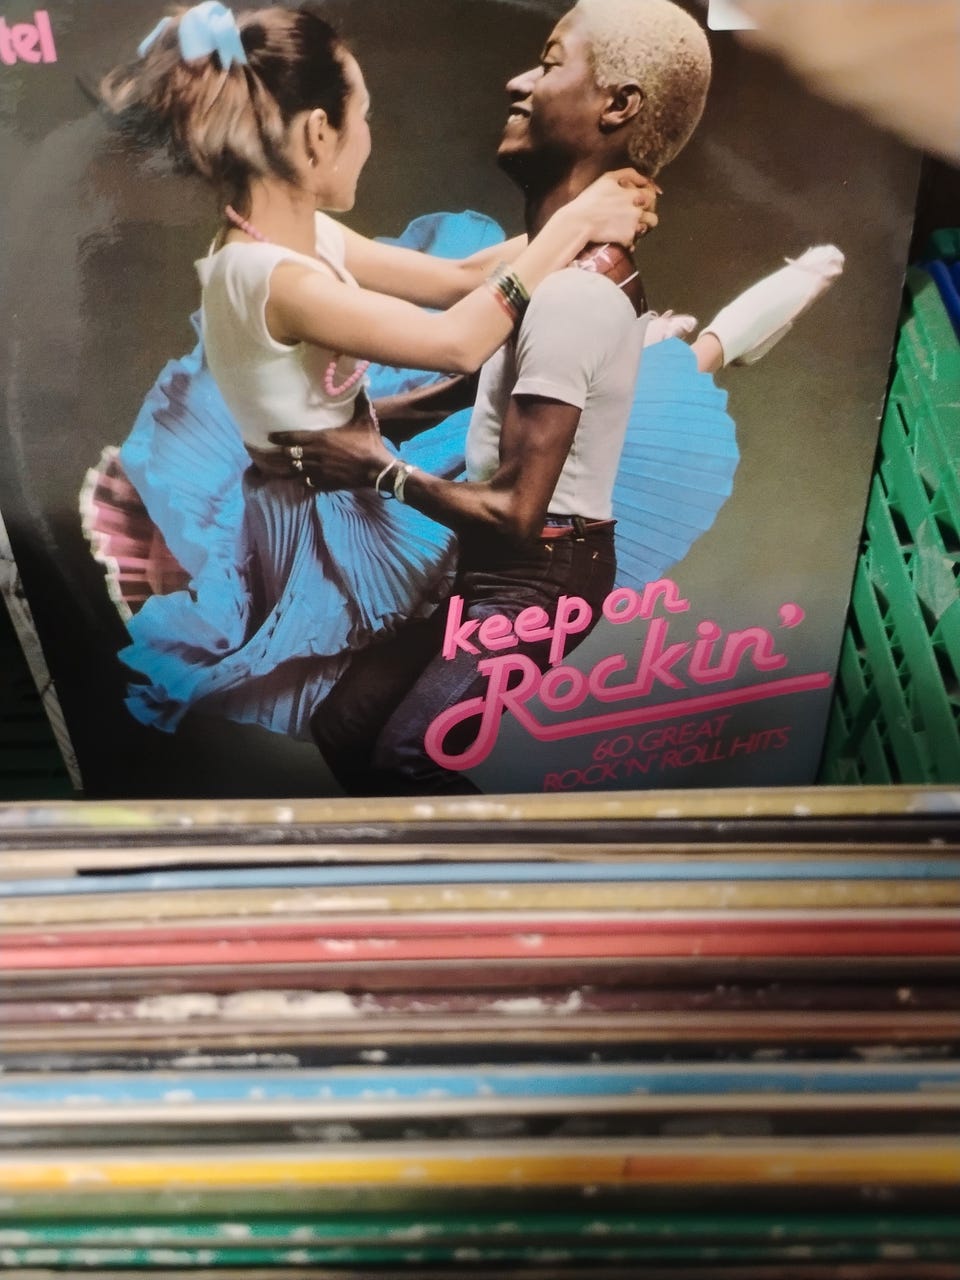 tel
keep on
Rockin'
60 GREAT
ROCK 'N' ROLL HITS